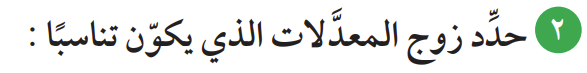 ٢ حدِّد زوج المعدَّلات الذي يكوّن تناسبًا :